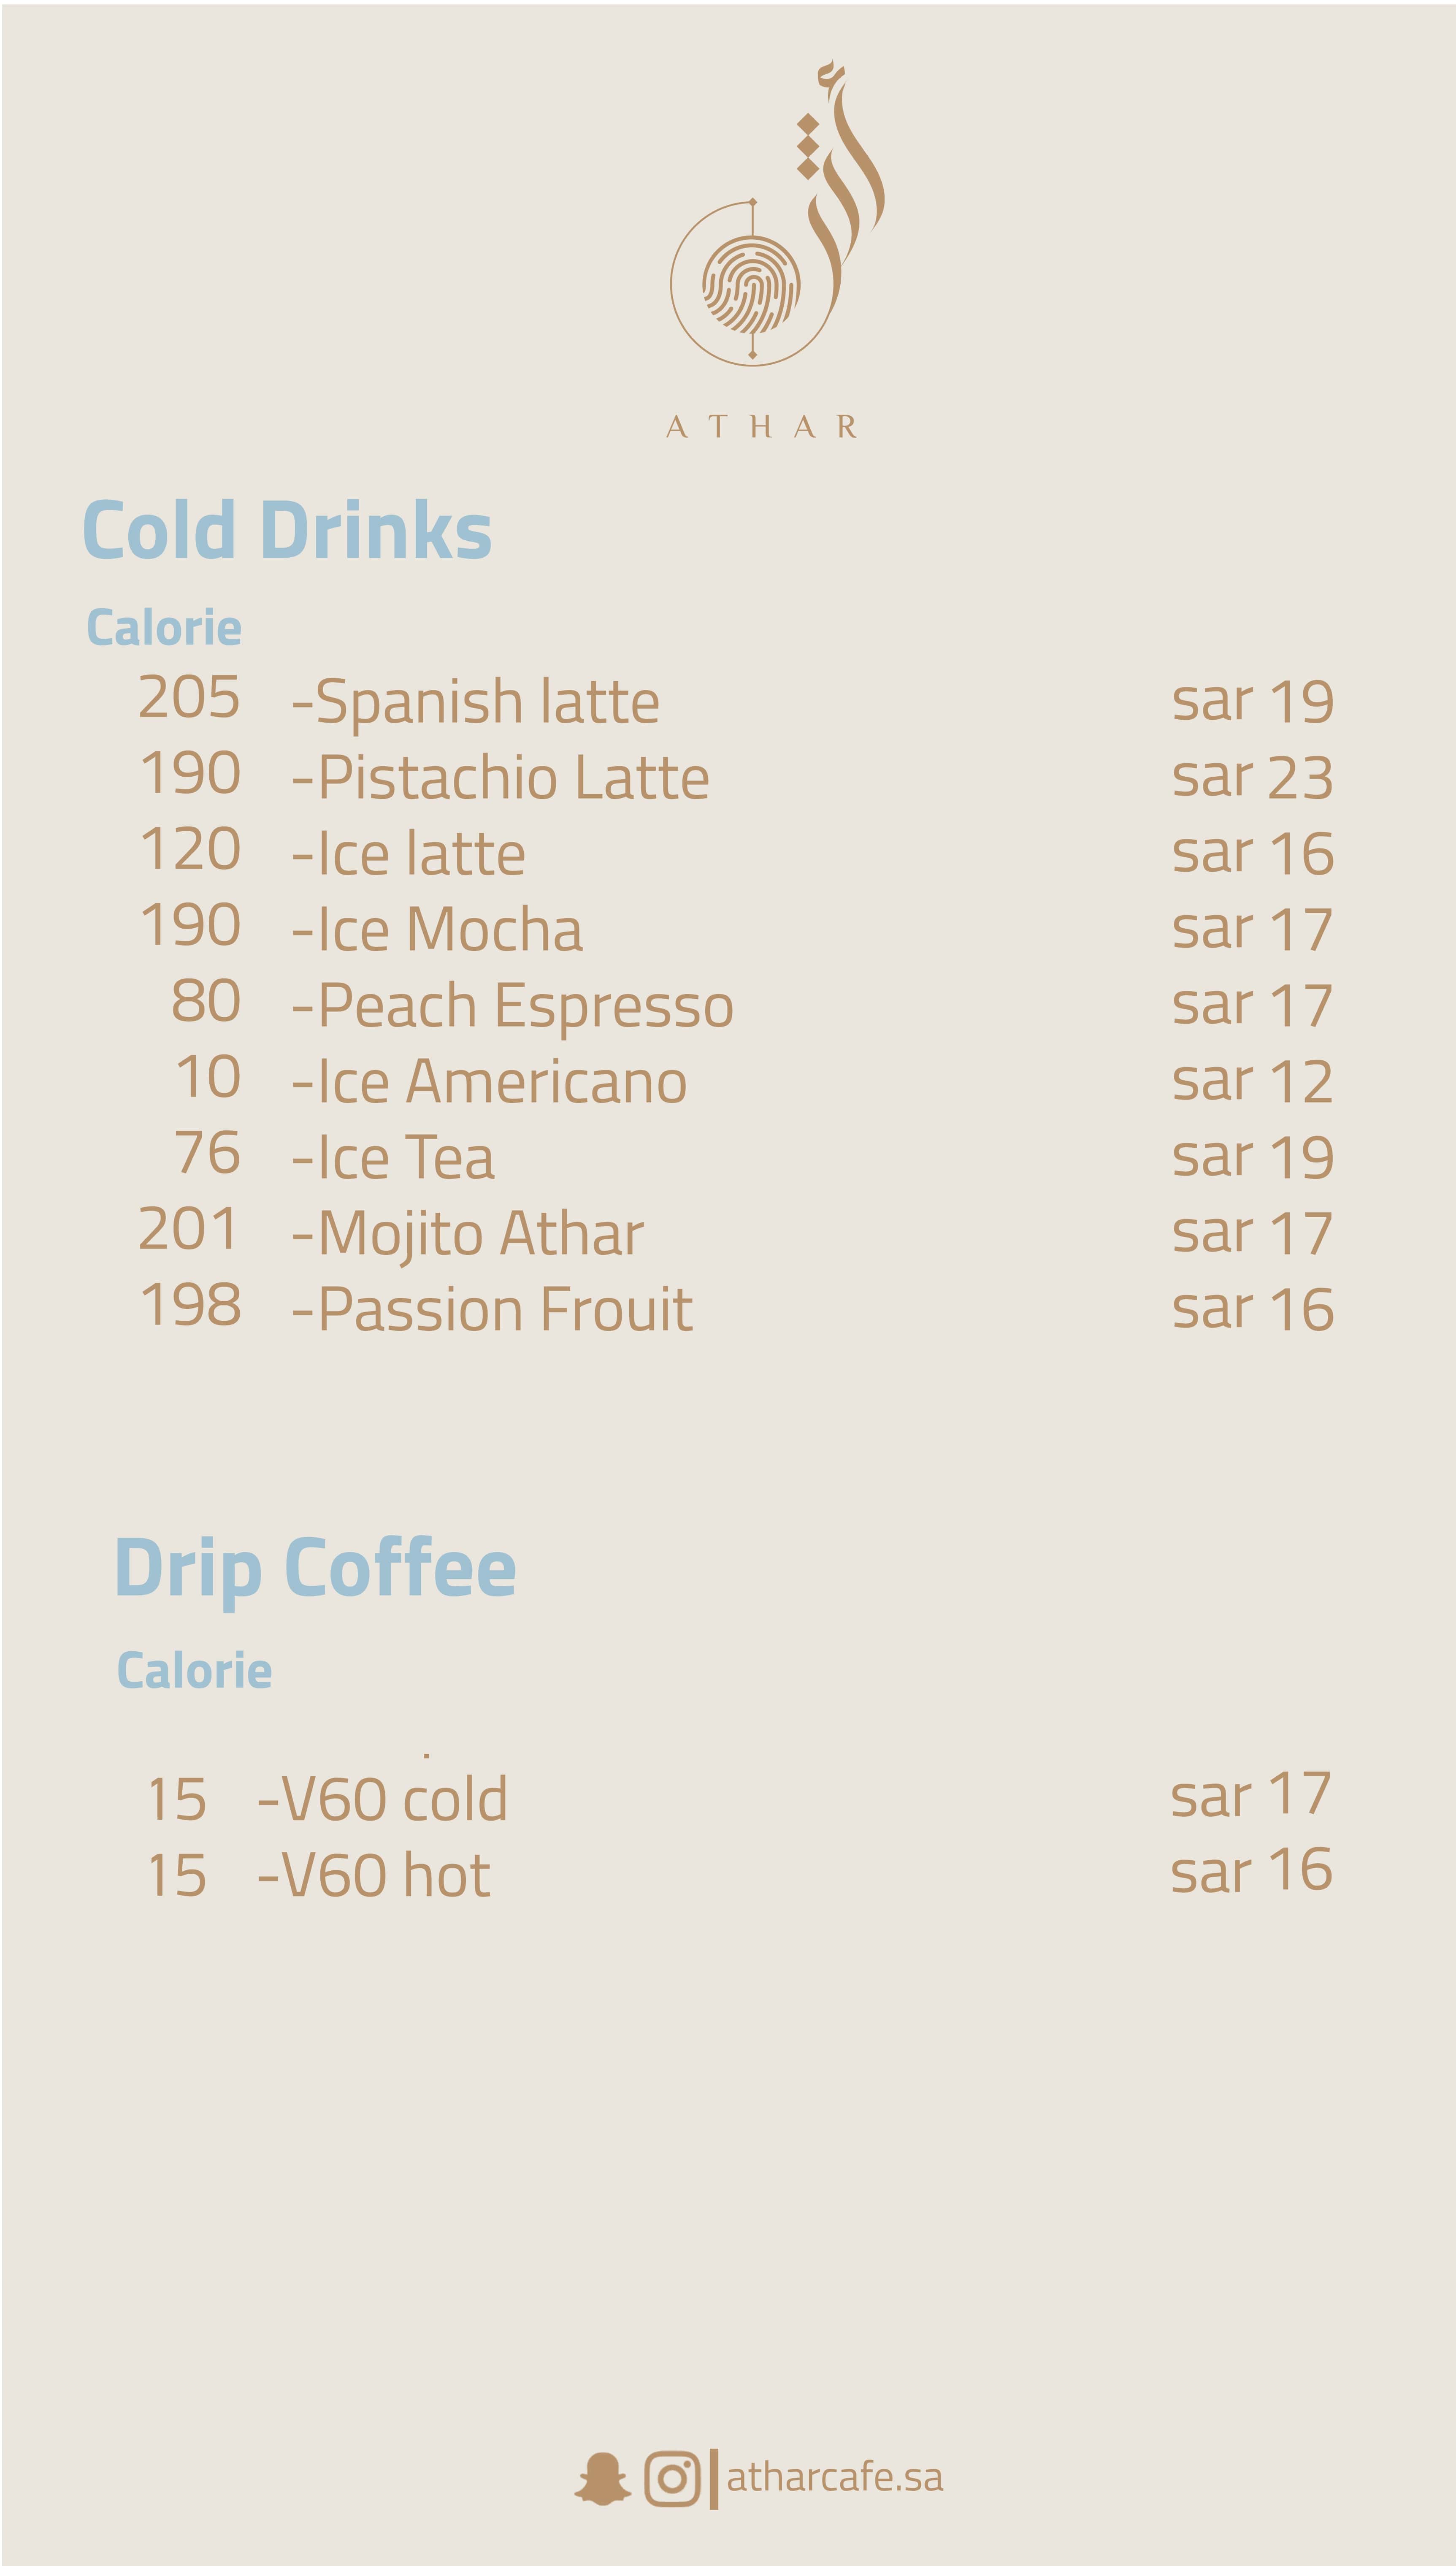 أثر
ATHAR
Cold Drinks
Calorie
205 -Spanish latte sar 19
190 -Pistachio Latte sar 23
120 -Ice latte sar 16
190 -Ice Mocha sar 17
80 -Peach Espresso sar 17
10 -Ice Americano sar 12
76 -Ice Tea sar 19
201 -Mojito Athar sar 17
198 -Passion Frouit sar 16
Drip Coffee
Calorie
.
15 -V60 cold sar 17
15 -V60 hot sar 16
atharcafe.sa